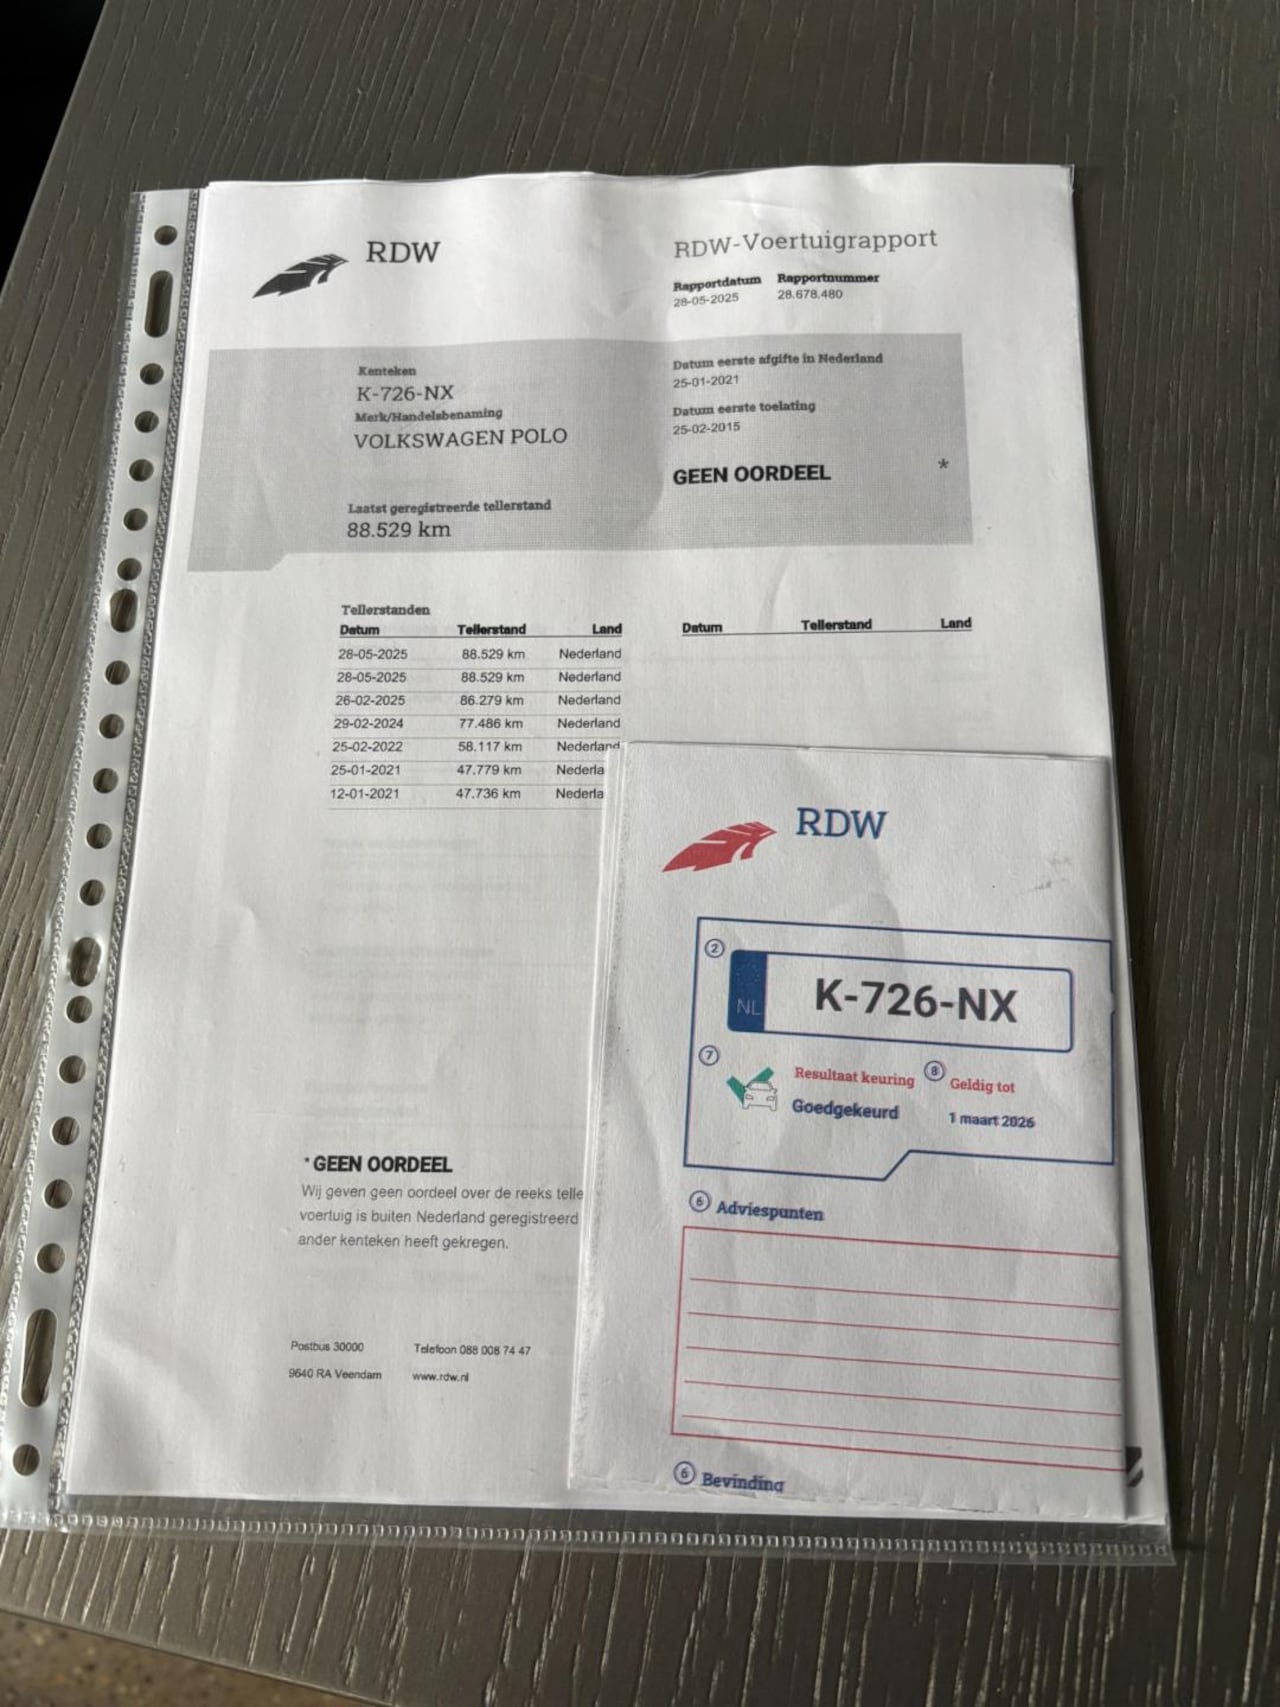 RDW
RDW-Voertuigrapport
Rapportdatum Rapportnummer
28-05-2025 28.678.480
Kenteken
K-726-NX
Merk/Handelsbenaming
VOLKSWAGEN POLO
Laatst geregistreerde tellerstand
88.529 km
Datum eerste afgifte in Nederland
25-01-2021
Datum eerste toelating
25-02-2015
GEEN OORDEEL *
Tellerstanden
Datum Tellerstand Land Datum Tellerstand Land
28-05-2025 88.529 km Nederland
28-05-2025 88.529 km Nederland
26-02-2025 86.279 km Nederland
29-02-2024 77.486 km Nederland
25-02-2022 58.117 km Nederland
25-01-2021 47.779 km Nederla
12-01-2021 47.736 km Nederla
* GEEN OORDEEL
Wij geven geen oordeel over de reeks telle
voertuig is buiten Nederland geregistreerd
ander kenteken heeft gekregen.
Postbus 30000 Telefoon 088 008 74 47
9640 RA Veendam www.rdw.nl
RDW
2
NL K-726-NX
7 Resultaat keuring 8 Geldig tot
Goedgekeurd 1 maart 2026
6 Adviespunten
6 Bevinding